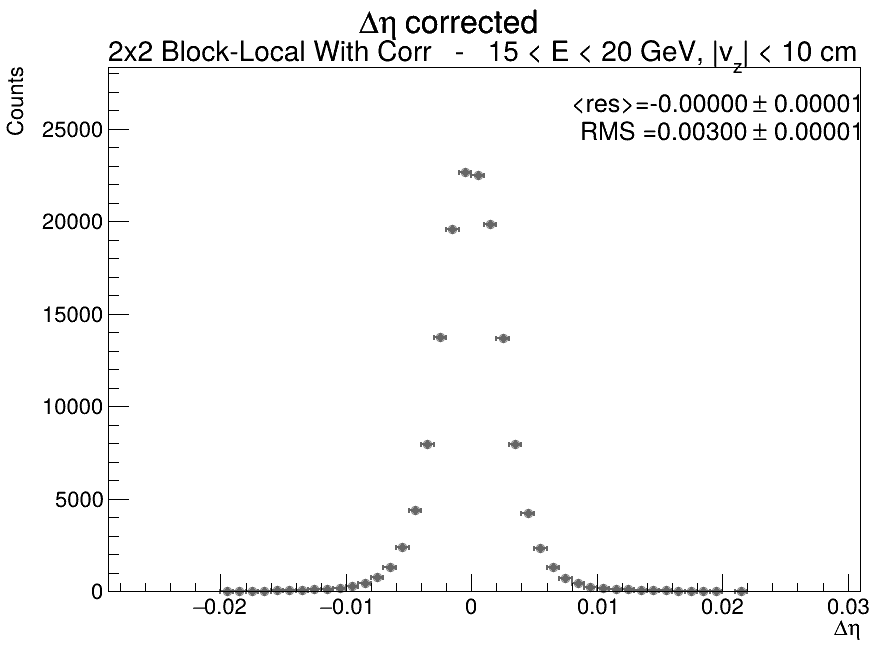 Δη corrected
2x2 Block-Local With Corr - 15 < E < 20 GeV, |v_z| < 10 cm
<res>=-0.00000 ± 0.00001
RMS =0.00300 ± 0.00001
Counts
25000
20000
15000
10000
5000
0
−0.02 −0.01 0 0.01 0.02 0.03
Δη